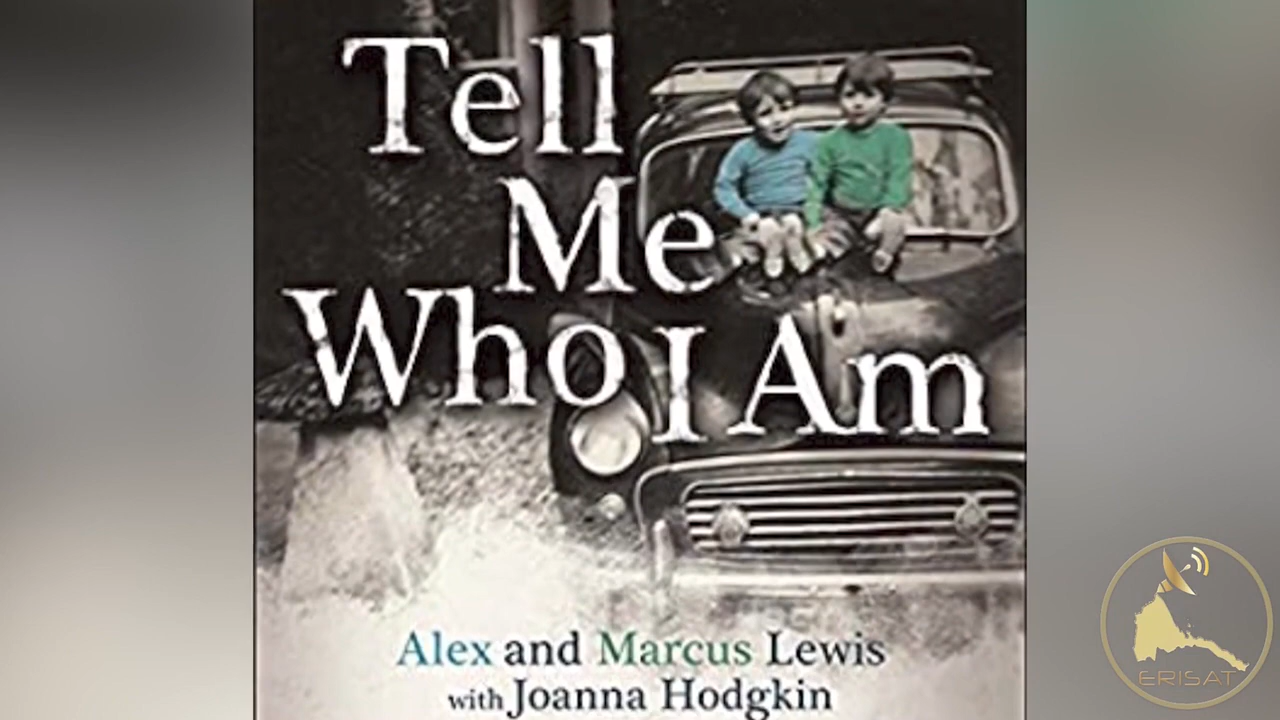 Tell
Me
Who I Am
Alex and Marcus Lewis
with Joanna Hodgkin
ERISAT